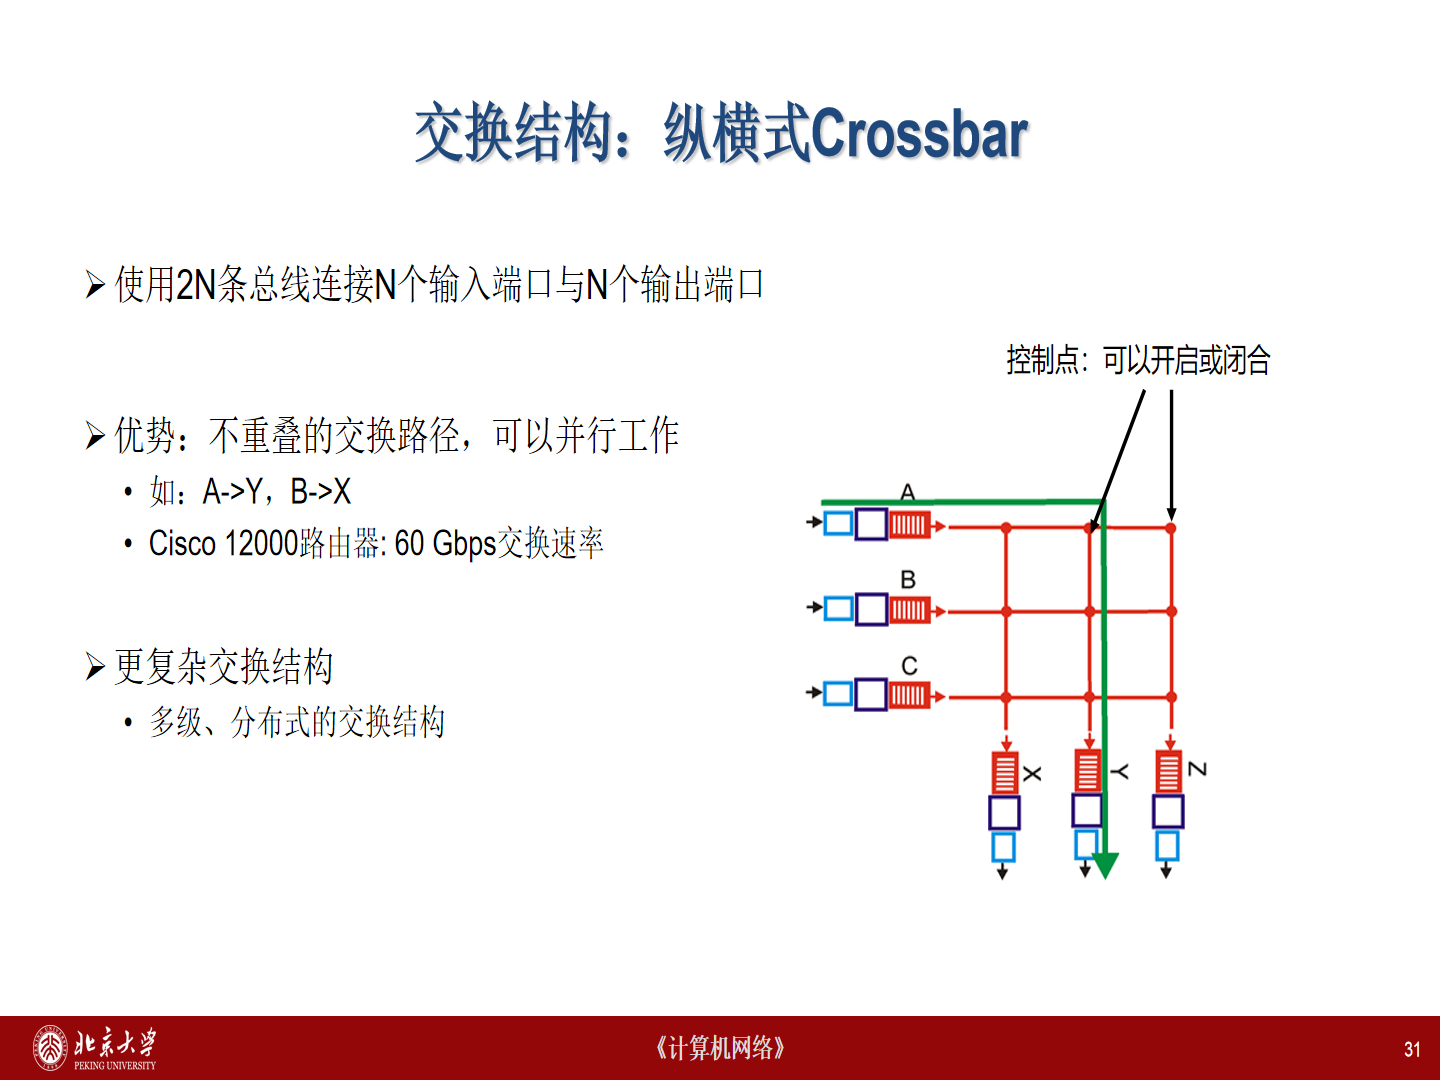 交换结构：纵横式Crossbar
使用2N条总线连接N个输入端口与N个输出端口
控制点：可以开启或闭合
优势：不重叠的交换路径，可以并行工作
• 如：A->Y，B->X
• Cisco 12000路由器: 60 Gbps交换速率
更复杂交换结构
• 多级、分布式的交换结构
A
B
C
X
Y
Z
北京大学
PEKING UNIVERSITY
《计算机网络》
31